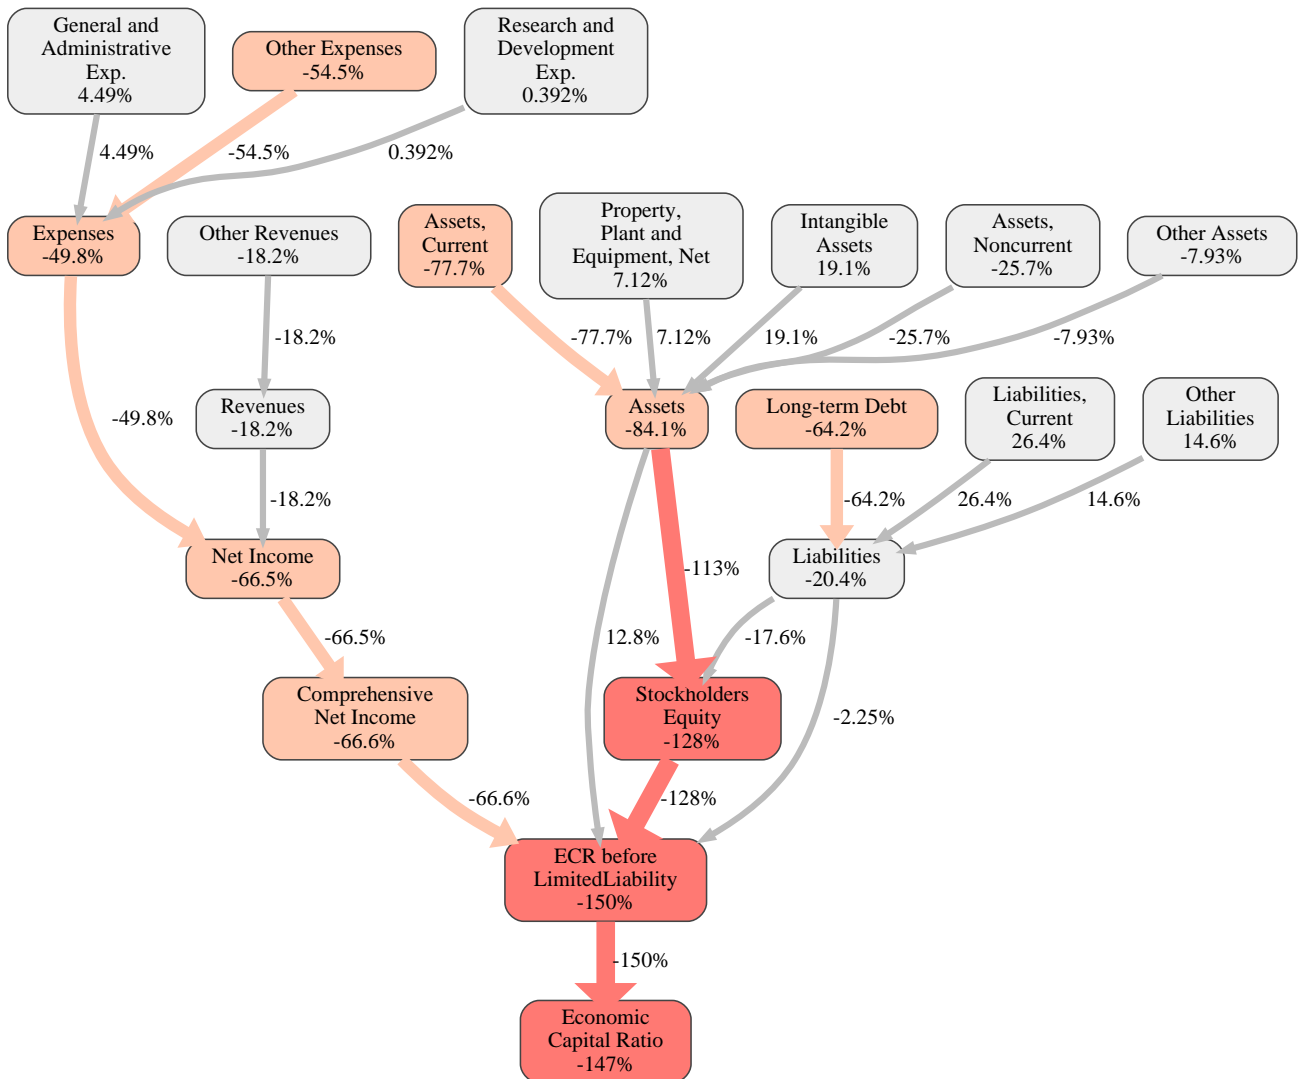 General and
Administrative
Exp.
4.49%
Other Expenses
-54.5%
Research and
Development
Exp.
0.392%
4.49%
-54.5%
0.392%
Expenses
-49.8%
Other Revenues
-18.2%
Assets,
Current
-77.7%
Property,
Plant and
Equipment, Net
7.12%
Intangible
Assets
19.1%
Assets,
Noncurrent
-25.7%
Other Assets
-7.93%
-18.2%
-77.7%
7.12%
19.1%
-25.7%
-7.93%
-49.8%
Revenues
-18.2%
Assets
-84.1%
Long-term Debt
-64.2%
Liabilities,
Current
26.4%
Other
Liabilities
14.6%
-18.2%
-64.2%
26.4%
14.6%
Net Income
-66.5%
-113%
Liabilities
-20.4%
-66.5%
12.8%
-17.6%
-2.25%
Comprehensive
Net Income
-66.6%
Stockholders
Equity
-128%
-66.6%
-128%
ECR before
LimitedLiability
-150%
-150%
Economic
Capital Ratio
-147%